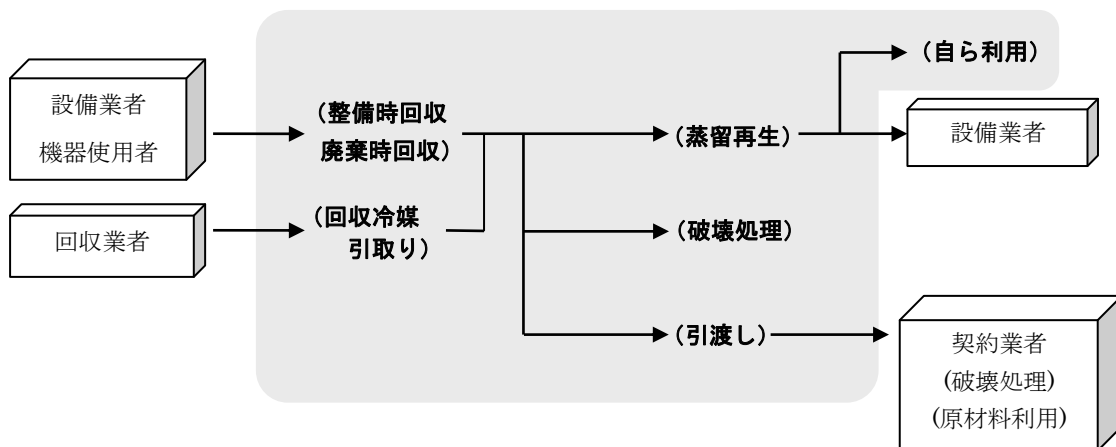 (自ら利用)
設備業者
機器使用者
(整備時回収
廃棄時回収)
(蒸留再生)
設備業者
回収業者
(回収冷媒
引取り)
(破壊処理)
(引渡し)
契約業者
(破壊処理)
(原材料利用)